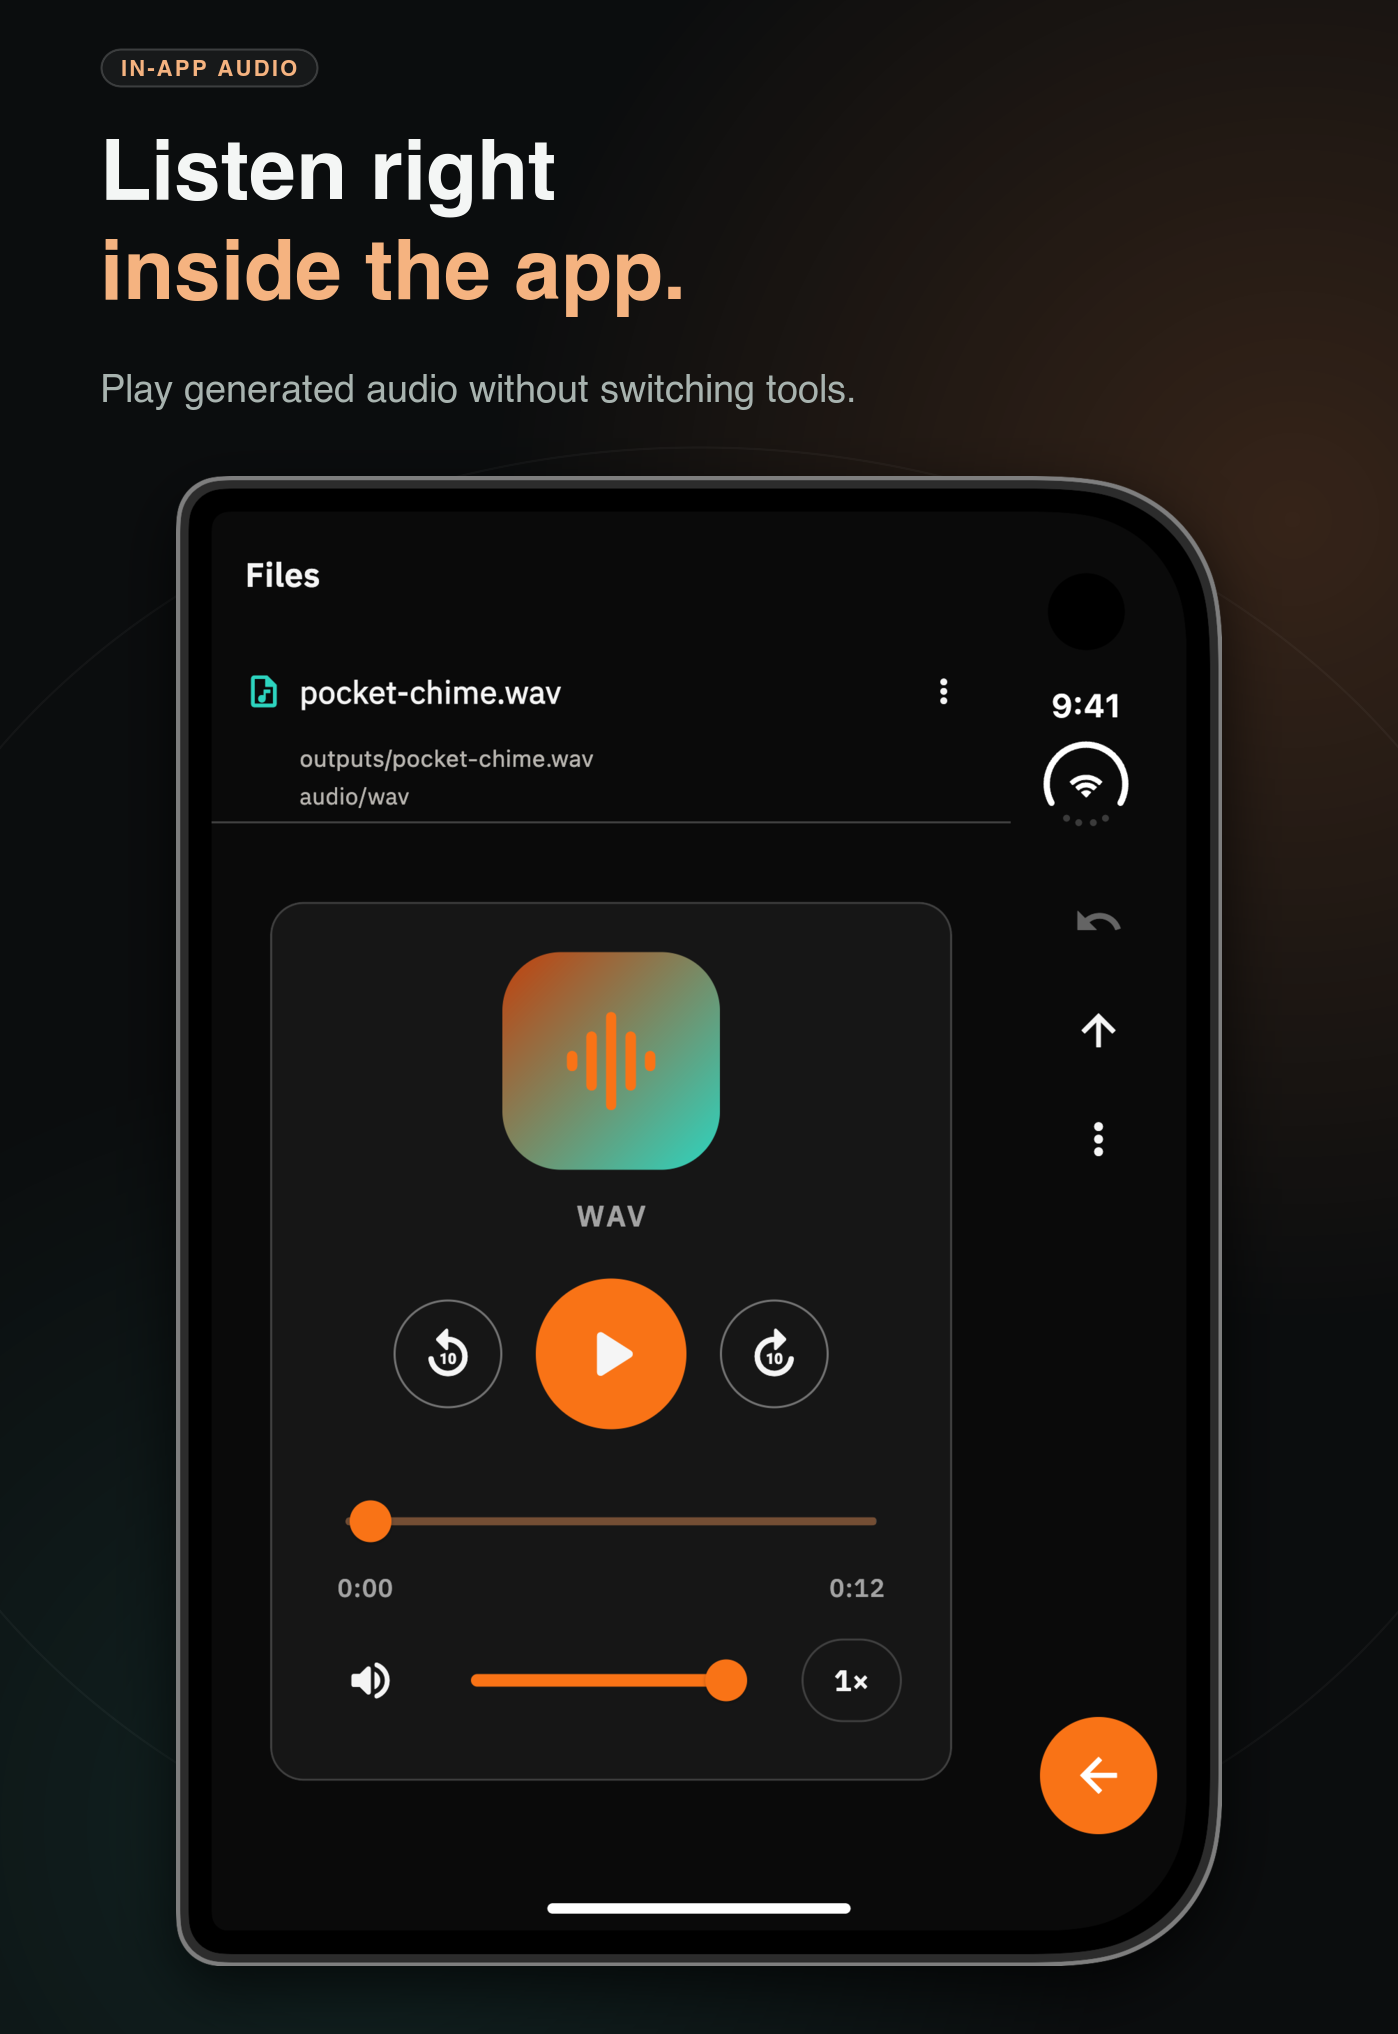 IN-APP AUDIO
Listen right
inside the app.
Play generated audio without switching tools.
Files
pocket-chime.wav
outputs/pocket-chime.wav
audio/wav
9:41
WAV
10
10
0:00
0:12
1×